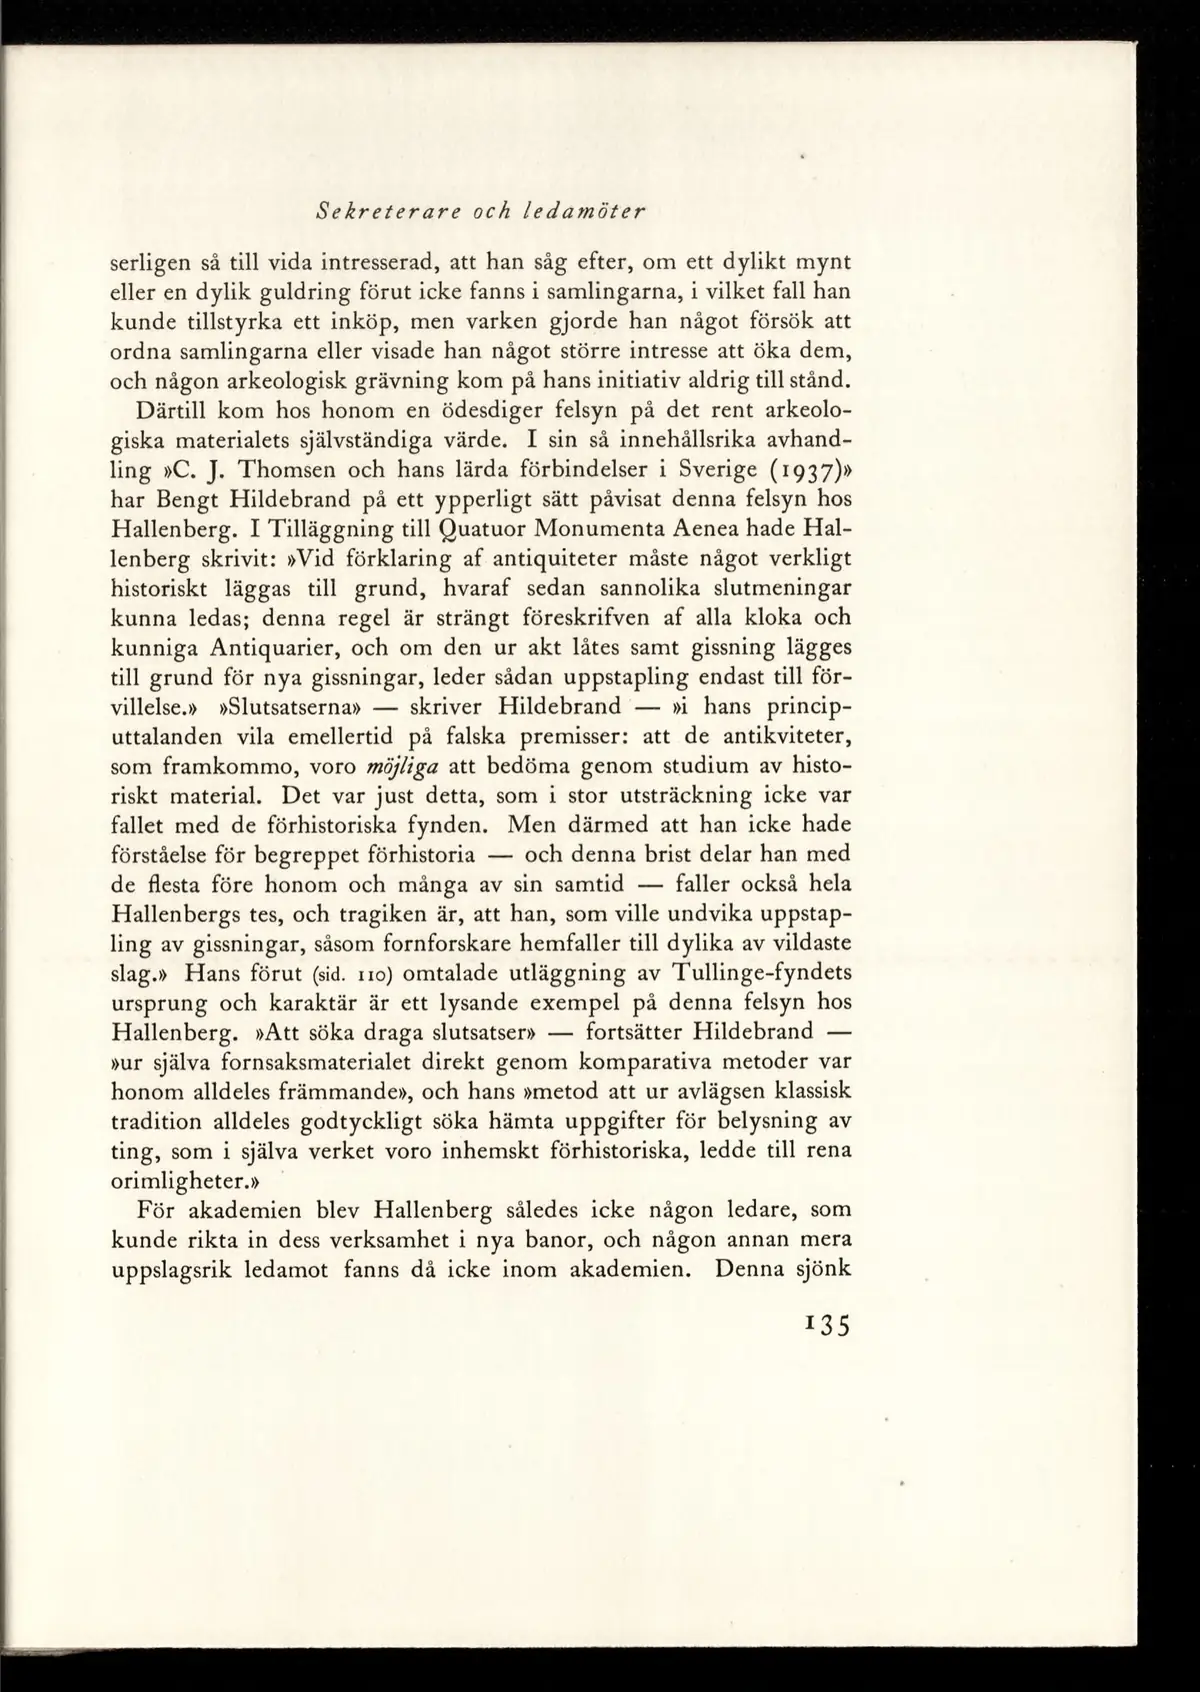 Sekreterare och ledamöter
serligen så till vida intresserad, att han såg efter, om ett dylikt mynt
eller en dylik guldring förut icke fanns i samlingarna, i vilket fall han
kunde tillstyrka ett inköp, men varken gjorde han något försök att
ordna samlingarna eller visade han något större intresse att öka dem,
och någon arkeologisk grävning kom på hans initiativ aldrig till stånd.
Därtill kom hos honom en ödesdiger felsyn på det rent arkeolo-
giska materialets självständiga värde. I sin så innehållsrika avhand-
ling »C. J. Thomsen och hans lärda förbindelser i Sverige (1937)»
har Bengt Hildebrand på ett ypperligt sätt påvisat denna felsyn hos
Hallenberg. I Tilläggning till Quatuor Monumenta Aenea hade Hal-
lenberg skrivit: »Vid förklaring af antiquiteter måste något verkligt
historiskt läggas till grund, hvaraf sedan sannolika slutmeningar
kunna ledas; denna regel är strängt föreskrifven af alla kloka och
kunniga Antiquarier, och om den ur akt låtes samt gissning lägges
till grund för nya gissningar, leder sådan uppstapling endast till för-
villelse.» »Slutsatserna» — skriver Hildebrand — »i hans princip-
uttalanden vila emellertid på falska premisser: att de antikviteter,
som framkommo, voro möjliga att bedöma genom studium av histo-
riskt material. Det var just detta, som i stor utsträckning icke var
fallet med de förhistoriska fynden. Men därmed att han icke hade
förståelse för begreppet förhistoria — och denna brist delar han med
de flesta före honom och många av sin samtid — faller också hela
Hallenbergs tes, och tragiken är, att han, som ville undvika uppstap-
ling av gissningar, såsom fornforskare hemfaller till dylika av vildaste
slag.» Hans förut (sid. 110) omtalade utläggning av Tullinge-fyndets
ursprung och karaktär är ett lysande exempel på denna felsyn hos
Hallenberg. »Att söka draga slutsatser» — fortsätter Hildebrand —
»ur själva fornsaksmaterialet direkt genom komparativa metoder var
honom alldeles främmande», och hans »metod att ur avlägsen klassisk
tradition alldeles godtyckligt söka hämta uppgifter för belysning av
ting, som i själva verket voro inhemskt förhistoriska, ledde till rena
orimligheter.»
För akademien blev Hallenberg således icke någon ledare, som
kunde rikta in dess verksamhet i nya banor, och någon annan mera
uppslagsrik ledamot fanns då icke inom akademien. Denna sjönk
135